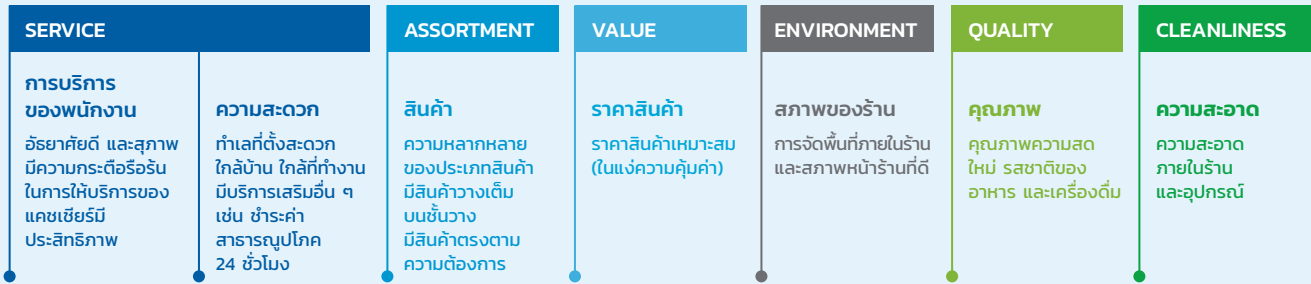 SERVICE
การบริการ
ของพนักงาน
อัธยาศัยดี และสุภาพ
มีความกระตือรือร้น
ในการให้บริการของ
แคชเชียร์มี
ประสิทธิภาพ
ความสะดวก
ทำเลที่ตั้งสะดวก
ใกล้บ้าน ใกล้ที่ทำงาน
มีบริการเสริมอื่น ๆ
เช่น ชำระค่า
สาธารณูปโภค
24 ชั่วโมง
ASSORTMENT
สินค้า
ความหลากหลาย
ของประเภทสินค้า
มีสินค้าวางเต็ม
บนชั้นวาง
มีสินค้าตรงตาม
ความต้องการ
VALUE
ราคาสินค้า
ราคาสินค้าเหมาะสม
(ในแง่ความคุ้มค่า)
ENVIRONMENT
สภาพของร้าน
การจัดพื้นที่ภายในร้าน
และสภาพหน้าร้านที่ดี
QUALITY
คุณภาพ
คุณภาพความสด
ใหม่ รสชาติของ
อาหาร และเครื่องดื่ม
CLEANLINESS
ความสะอาด
ความสะอาด
ภายในร้าน
และอุปกรณ์